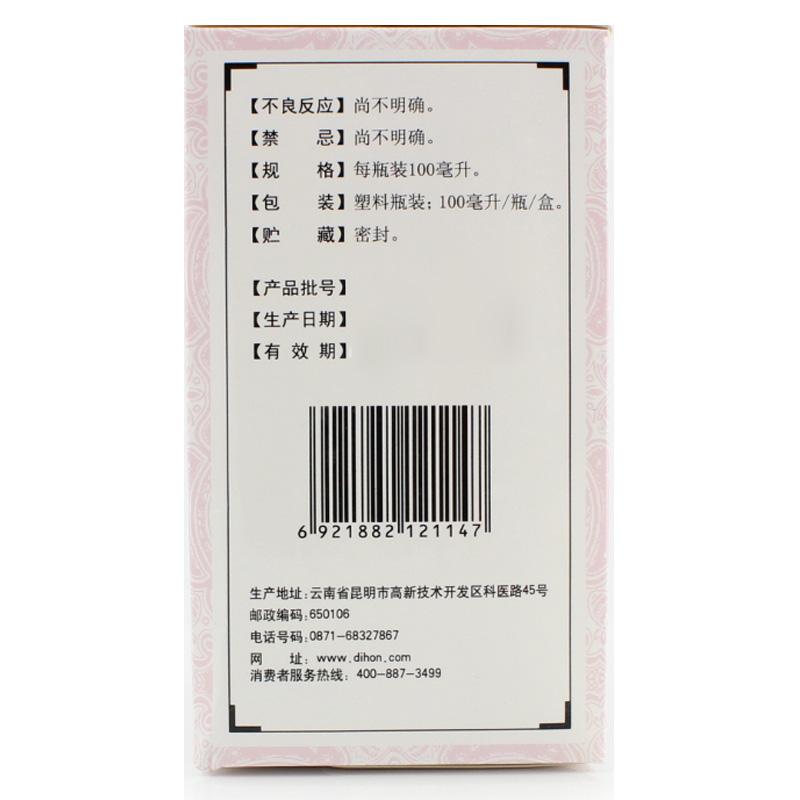 【不良反应】尚不明确。
【禁 忌】尚不明确。
【规 格】每瓶装100毫升。
【包 装】塑料瓶装；100毫升/瓶/盒。
【贮 藏】密封。
【产品批号】
【生产日期】
【有 效 期】
6 921882 121147
生产地址:云南省昆明市高新技术开发区科医路45号
邮政编码:650106
电话号码:0871-68327867
网 址: www.dihon.com
消费者服务热线: 400-887-3499